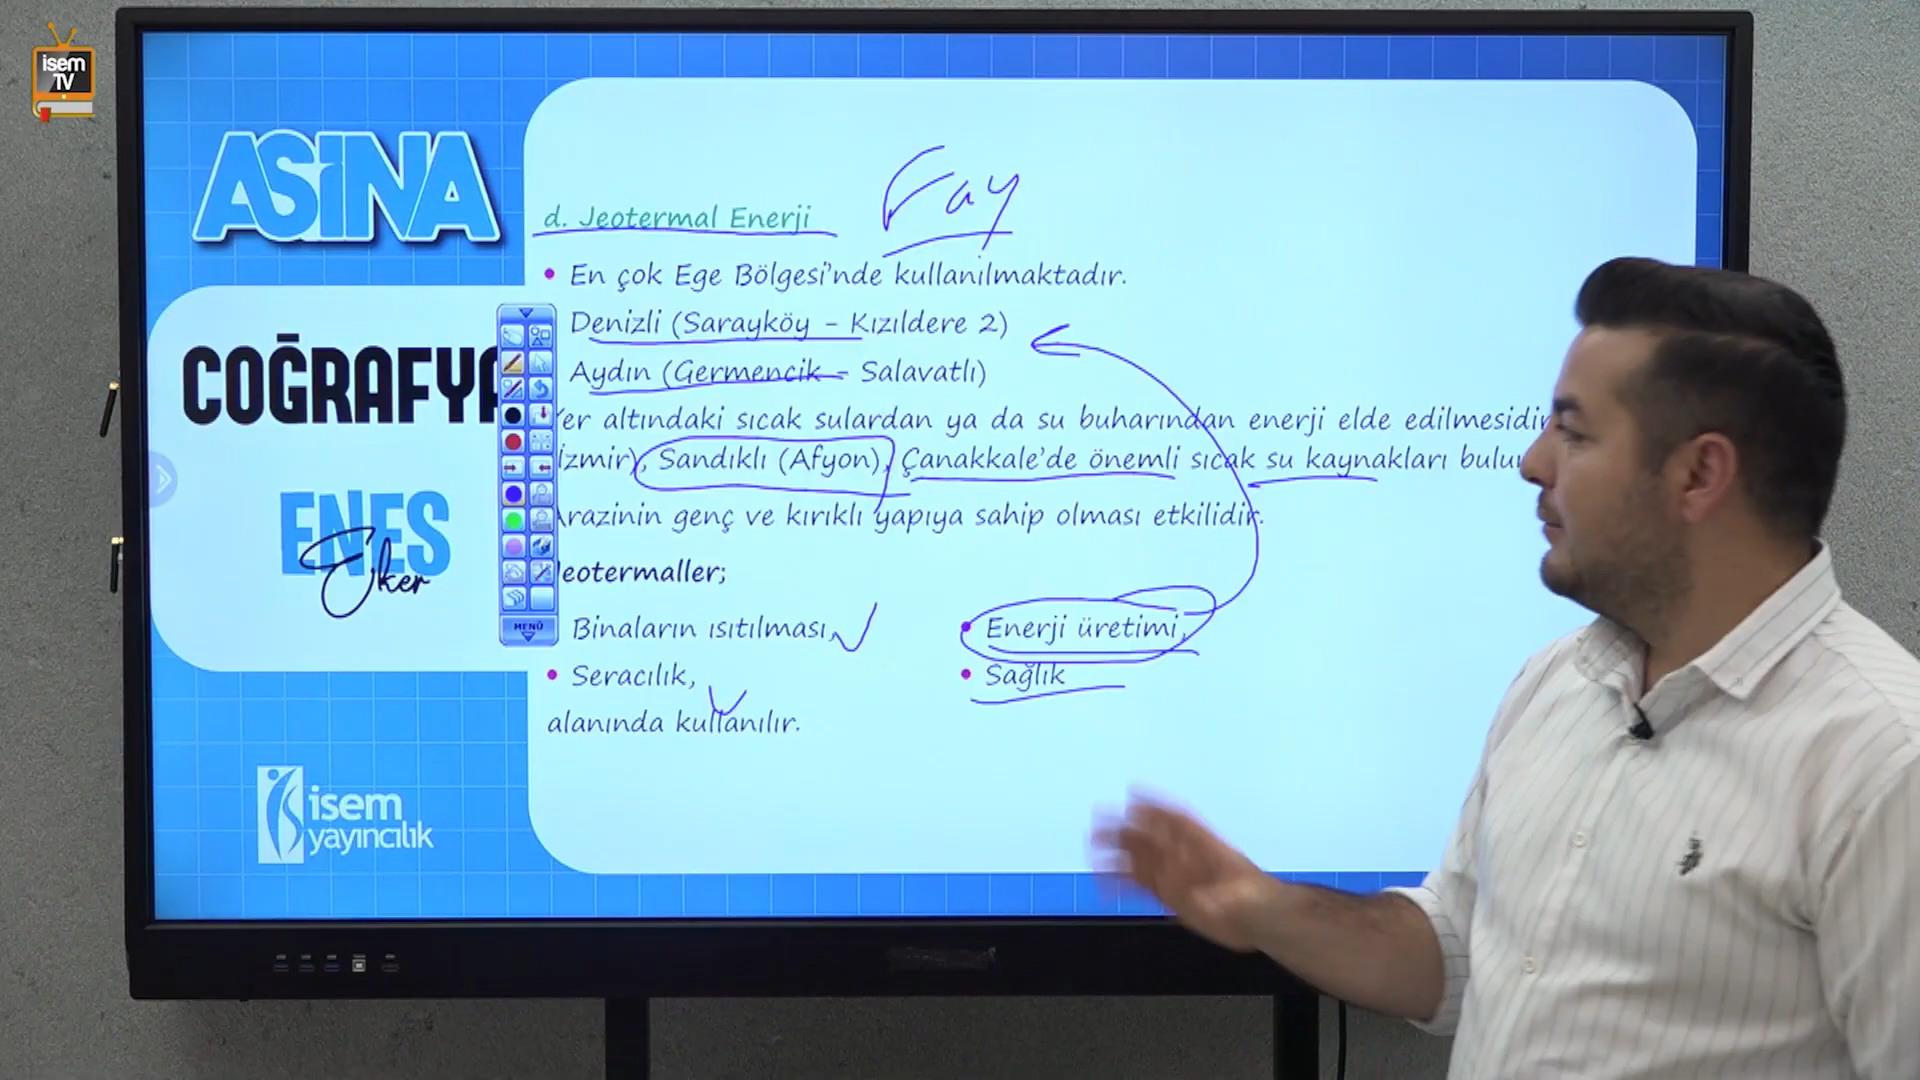 isem
TV
ASİNA
COĞRAFYA
ENES
Eker
isem
yayıncılık
Fay
d. Jeotermal Enerji
• En çok Ege Bölgesi'nde kullanılmaktadır.
Denizli (Sarayköy – Kızıldere 2)
Aydın (Germencik – Salavatlı)
altındaki sıcak sulardan ya da su buharından enerji elde edilmesidir
İzmir), Sandıklı (Afyon), Çanakkale'de önemli sıcak su kaynakları
Arazinin genç ve kırıklı yapıya sahip olması etkilidir.
Jeotermaller;
Binaların ısıtılması,
• Enerji üretimi,
• Seracılık,
• Sağlık
alanında kullanılır.
MENÜ